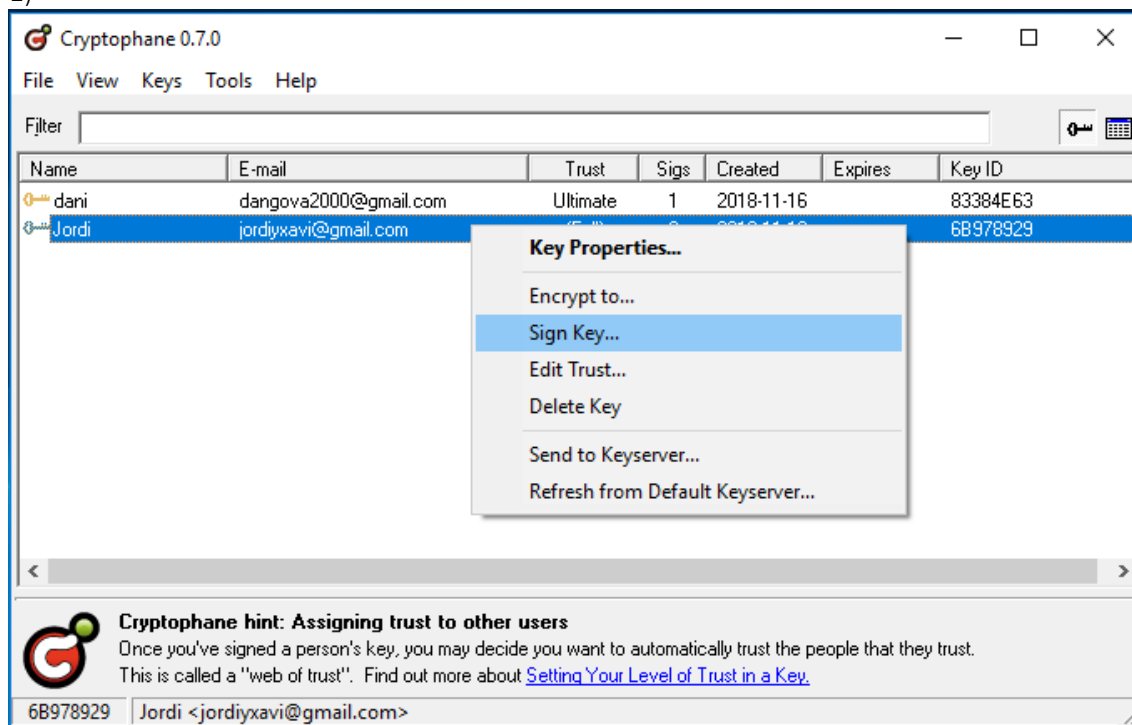 Cryptophane 0.7.0
File View Keys Tools Help
Filter
Name E-mail Trust Sigs Created Expires Key ID
dani dangova2000@gmail.com Ultimate 1 2018-11-16 83384E63
Jordi jordiyxavi@gmail.com 6B978929
Key Properties...
Encrypt to...
Sign Key...
Edit Trust...
Delete Key
Send to Keyserver...
Refresh from Default Keyserver...
Cryptophane hint: Assigning trust to other users
Once you've signed a person's key, you may decide you want to automatically trust the people that they trust.
This is called a "web of trust". Find out more about Setting Your Level of Trust in a Key.
6B978929 Jordi <jordiyxavi@gmail.com>